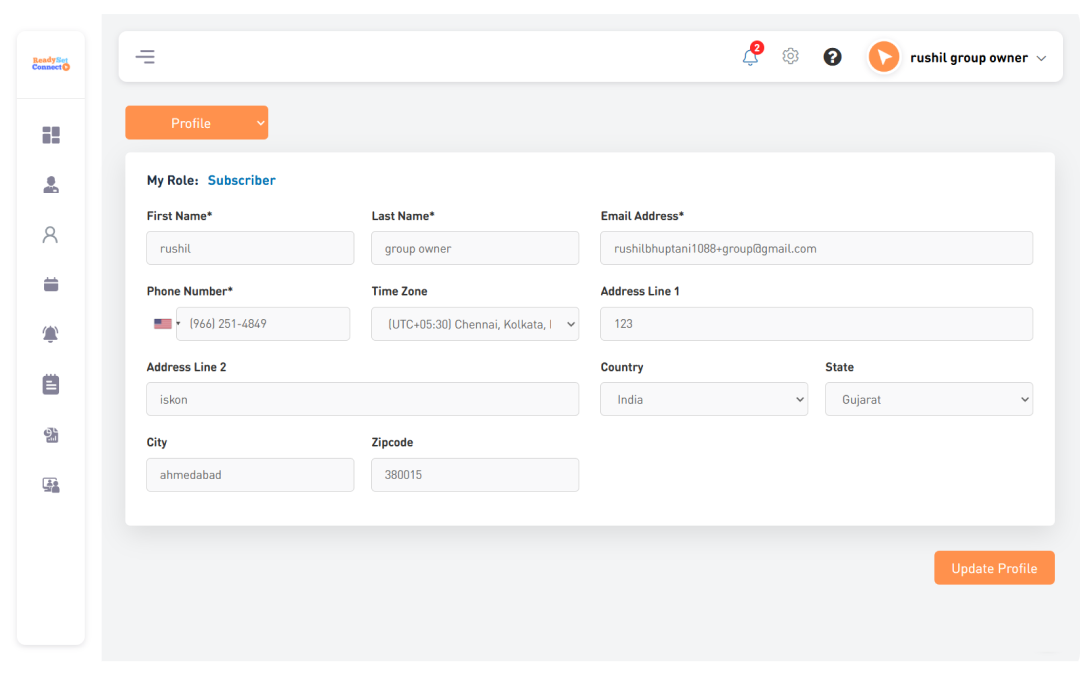 ReadySet
Connect
2
?
rushil group owner
Profile
My Role: Subscriber
First Name* Last Name* Email Address*
rushil group owner rushilbhuptani1088+group@gmail.com
Phone Number* Time Zone Address Line 1
(966) 251-4849 (UTC+05:30) Chennai, Kolkata, 123
Address Line 2 Country State
iskon India Gujarat
City Zipcode
ahmedabad 380015
Update Profile